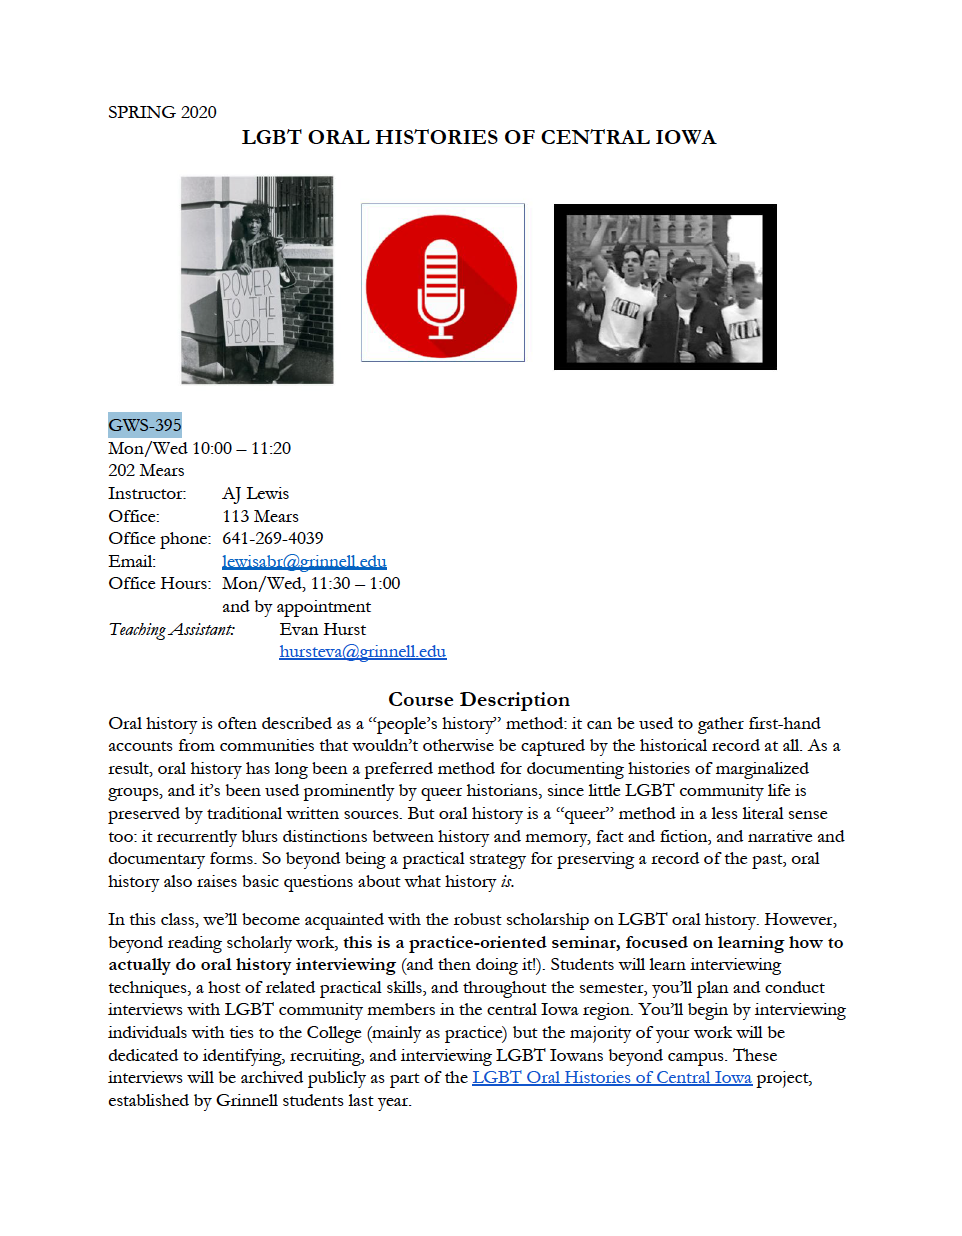 SPRING 2020
LGBT ORAL HISTORIES OF CENTRAL IOWA
POWER
TO THE
PEOPLE
ACT UP
ACT UP
GWS-395
Mon/Wed 10:00 – 11:20
202 Mears
Instructor: AJ Lewis
Office: 113 Mears
Office phone: 641-269-4039
Email: lewisabr@grinnell.edu
Office Hours: Mon/Wed, 11:30 – 1:00
and by appointment
Teaching Assistant: Evan Hurst
hursteva@grinnell.edu
Course Description
Oral history is often described as a “people’s history” method: it can be used to gather first-hand
accounts from communities that wouldn’t otherwise be captured by the historical record at all. As a
result, oral history has long been a preferred method for documenting histories of marginalized
groups, and it’s been used prominently by queer historians, since little LGBT community life is
preserved by traditional written sources. But oral history is a “queer” method in a less literal sense
too: it recurrently blurs distinctions between history and memory, fact and fiction, and narrative and
documentary forms. So beyond being a practical strategy for preserving a record of the past, oral
history also raises basic questions about what history is.
In this class, we’ll become acquainted with the robust scholarship on LGBT oral history. However,
beyond reading scholarly work, this is a practice-oriented seminar, focused on learning how to
actually do oral history interviewing (and then doing it!). Students will learn interviewing
techniques, a host of related practical skills, and throughout the semester, you’ll plan and conduct
interviews with LGBT community members in the central Iowa region. You’ll begin by interviewing
individuals with ties to the College (mainly as practice) but the majority of your work will be
dedicated to identifying, recruiting, and interviewing LGBT Iowans beyond campus. These
interviews will be archived publicly as part of the LGBT Oral Histories of Central Iowa project,
established by Grinnell students last year.